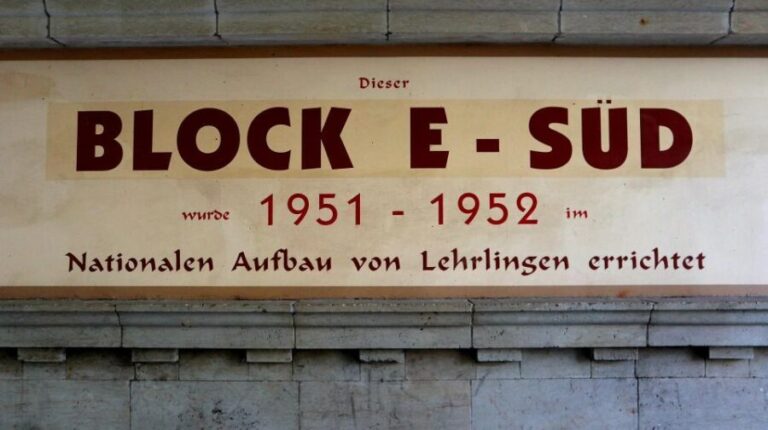 Dieser
BLOCK E - SÜD
wurde 1951 - 1952 im
Nationalen Aufbau von Lehrlingen errichtet